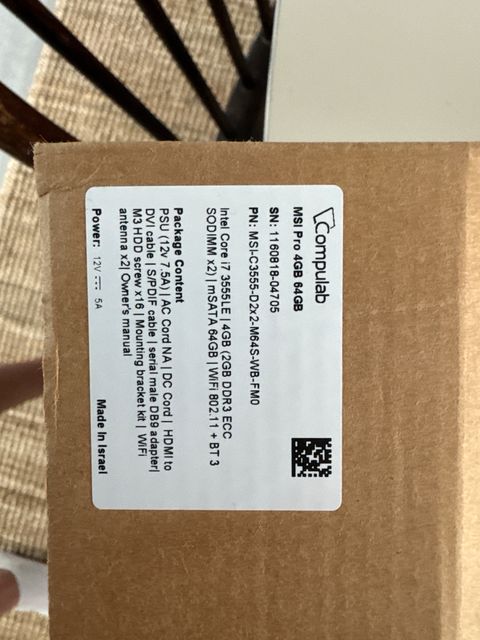 Compulab
MSI Pro 4GB 64GB
SN: 1160818-04705
PN: MSI-C3555-D2x2-M64S-WB-FM0
Intel Core i7 3555LE | 4GB (2GB DDR3 ECC
SODIMM x2) | mSATA 64GB | WiFi 802.11 + BT 3
Package Content
PSU (12v 7.5A) | AC Cord NA | DC Cord | HDMI to
DVI cable | S/PDIF cable | serial male DB9 adapter|
M3 HDD screw x16 | Mounting bracket kit | WiFi
antenna x2| Owner's manual
Power: 12V ⎓ 5A
Made in Israel